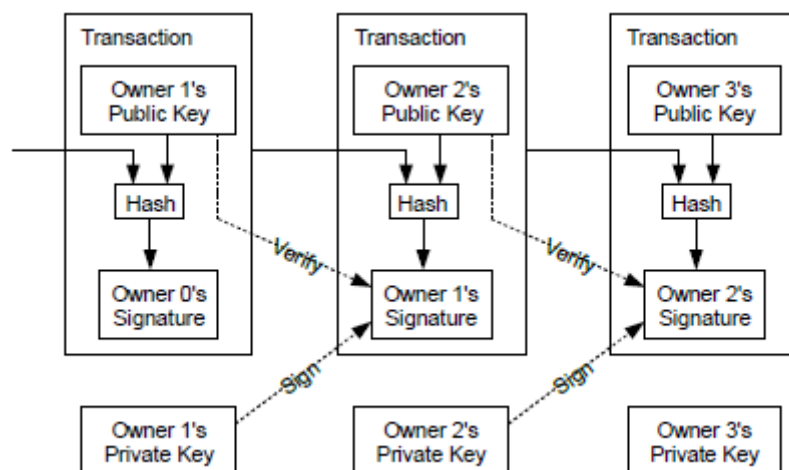 Transaction
Transaction
Transaction
Owner 1's
Public Key
Owner 2's
Public Key
Owner 3's
Public Key
Hash
Hash
Hash
Verify
Verify
Owner 0's
Signature
Owner 1's
Signature
Owner 2's
Signature
Sign
Sign
Owner 1's
Private Key
Owner 2's
Private Key
Owner 3's
Private Key